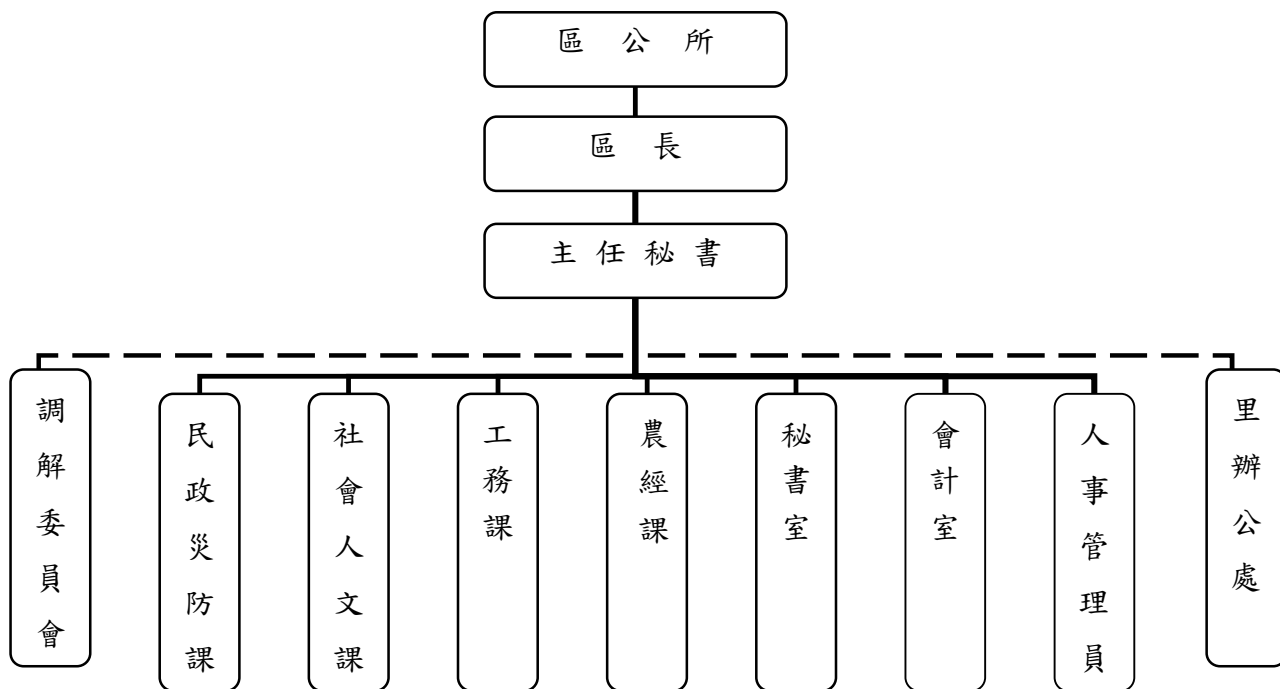 區公所
區長
主任秘書
調解委員會
民政災防課
社會人文課
工務課
農經課
秘書室
會計室
人事管理員
里辦公處